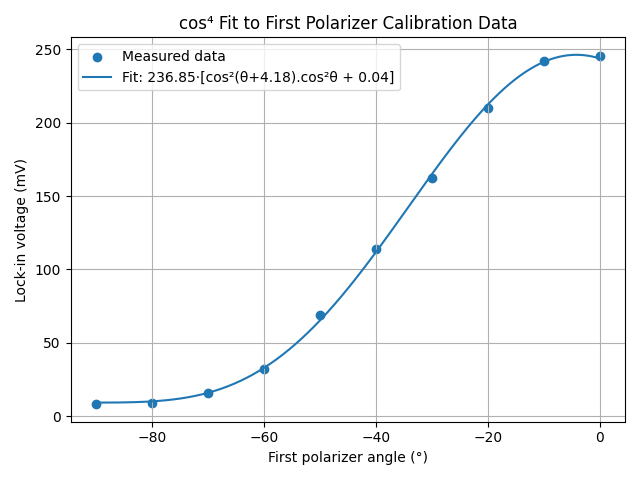 cos⁴ Fit to First Polarizer Calibration Data
Measured data
Fit: 236.85·[cos²(θ+4.18).cos²θ + 0.04]
Lock-in voltage (mV)
250
200
150
100
50
0
−80
−60
−40
−20
0
First polarizer angle (°)